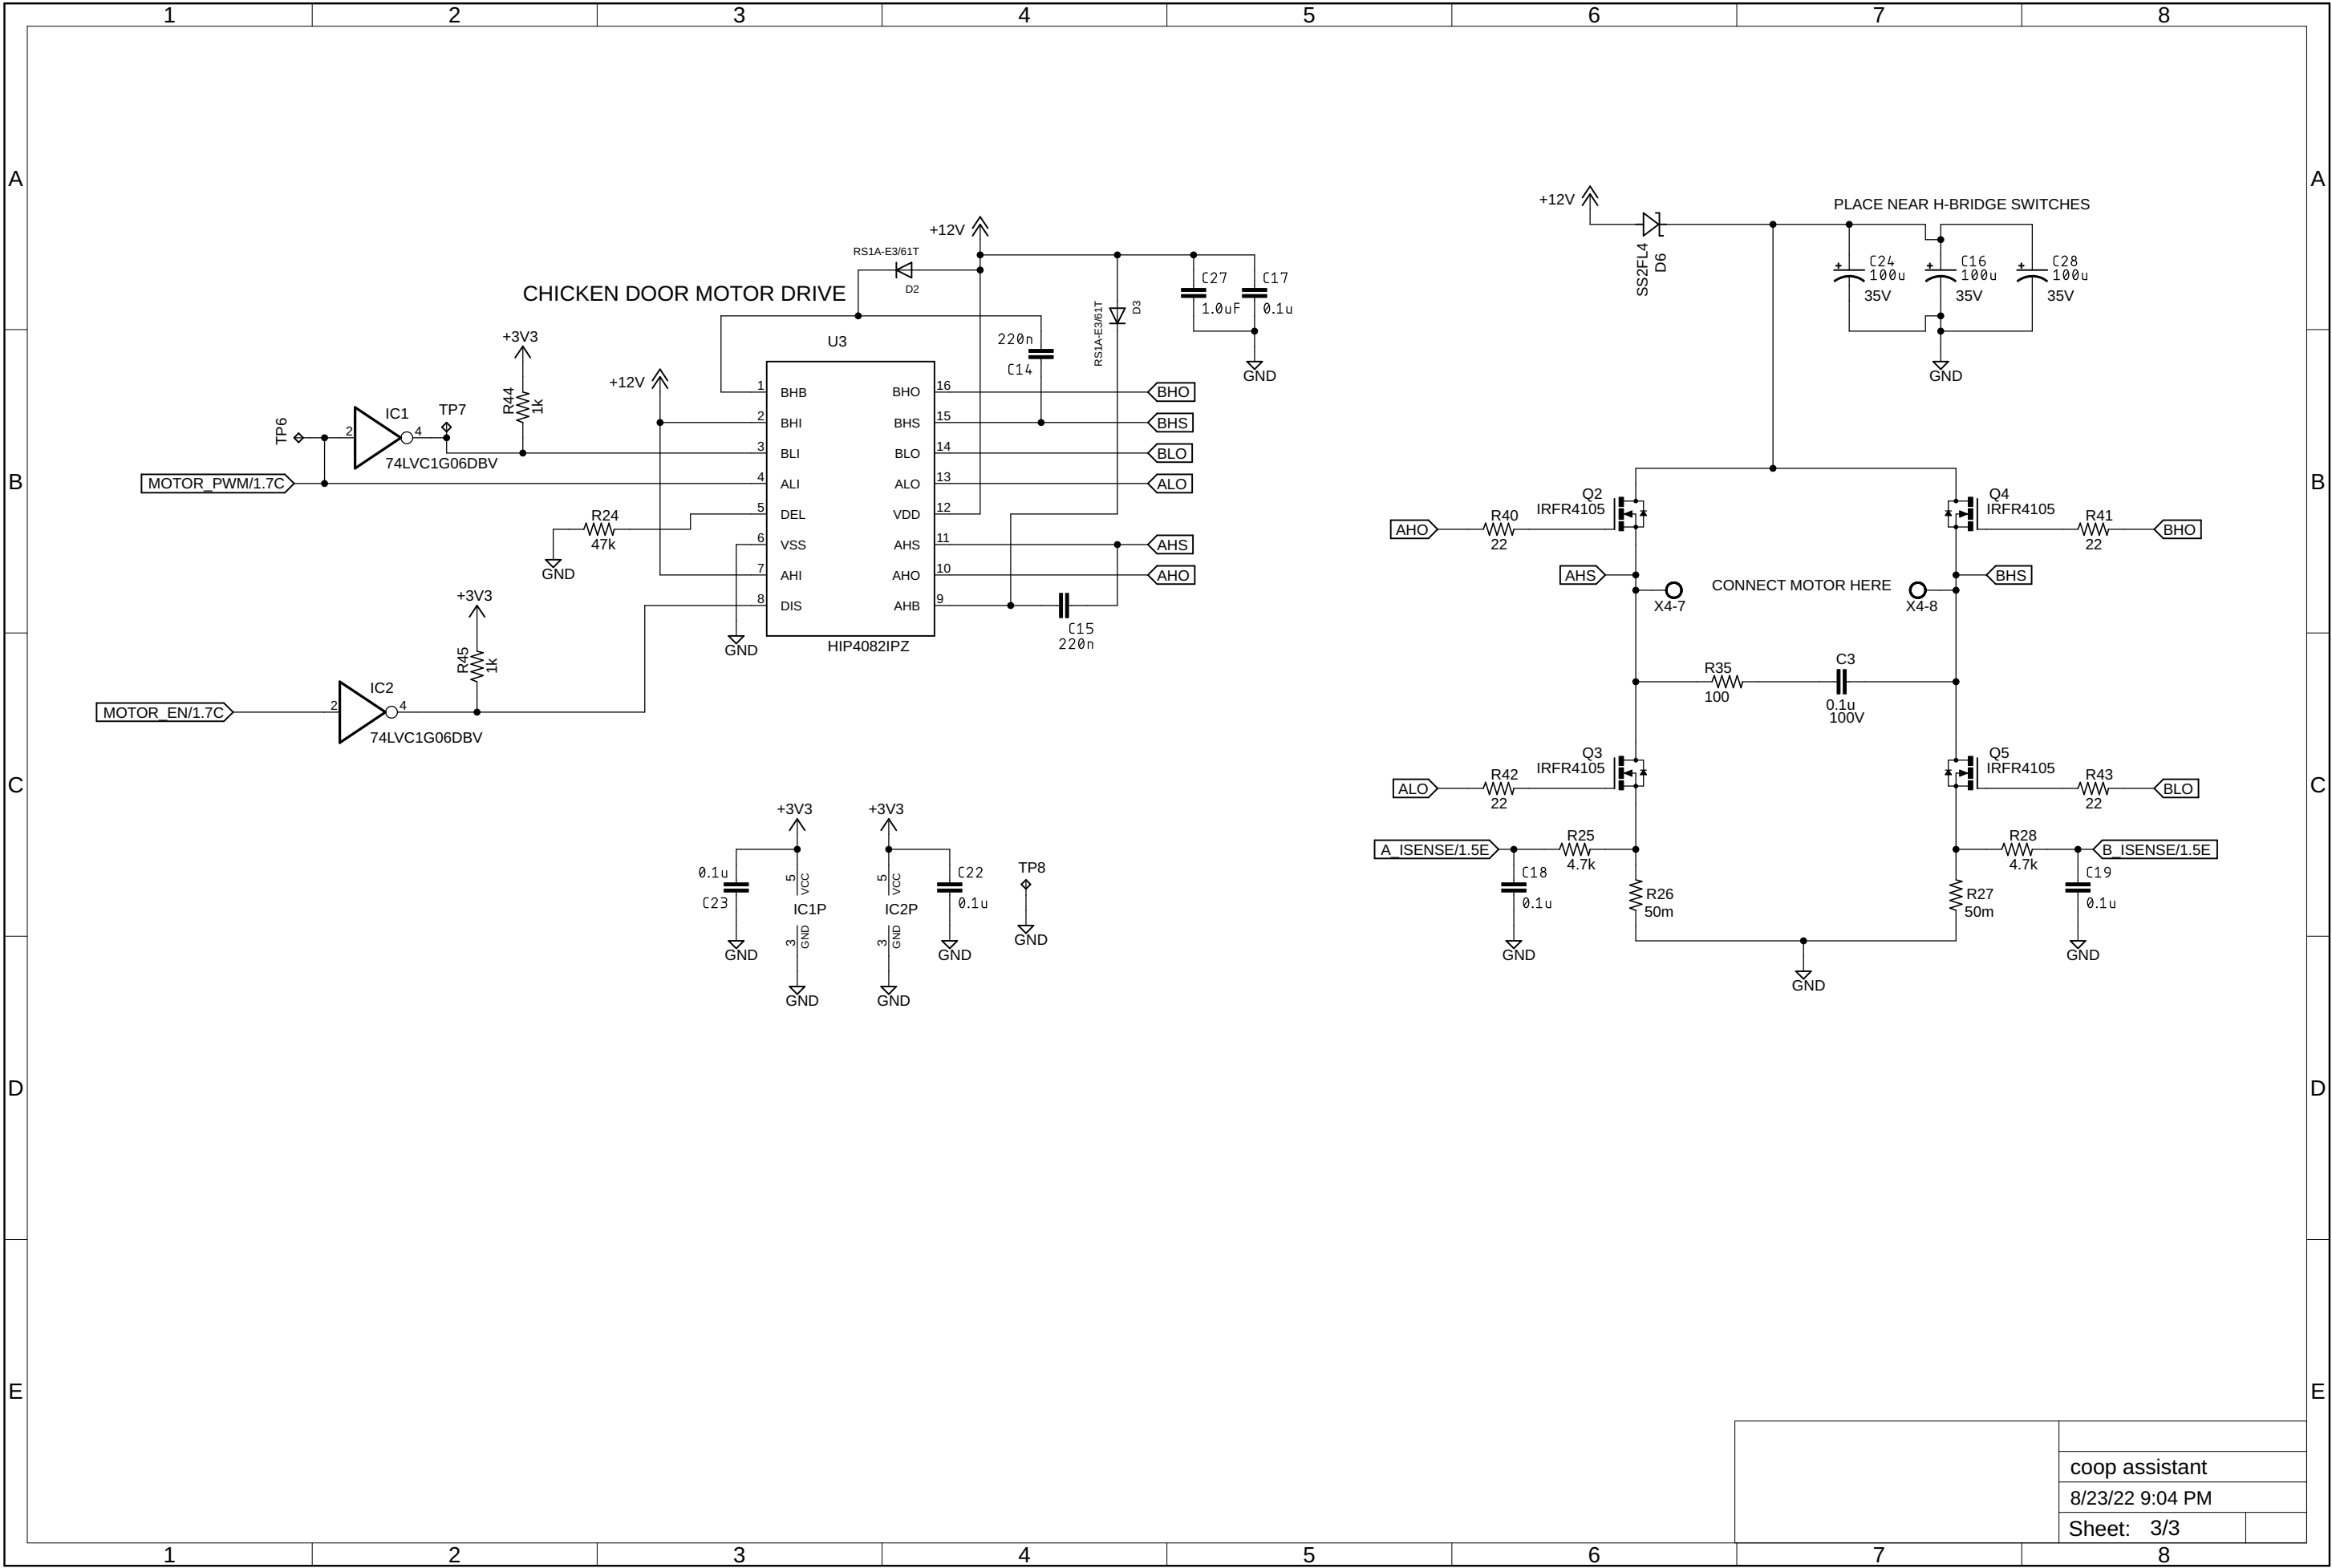 1 2 3 4 5 6 7 8
A
A
+12V
PLACE NEAR H-BRIDGE SWITCHES
+12V
RS1A-E3/61T
D2
SS2FL4
D6
C24
100u
35V
C16
100u
35V
C28
100u
35V
GND
C27
1.0uF
C17
0.1u
GND
RS1A-E3/61T
D3
CHICKEN DOOR MOTOR DRIVE
+3V3
R44
1k
U3
220n
C14
+12V
B
B
TP6
IC1
2
4
TP7
74LVC1G06DBV
MOTOR_PWM/1.7C
1 BHB
2 BHI
3 BLI
4 ALI
5 DEL
6 VSS
7 AHI
8 DIS
BHO 16
BHS 15
BLO 14
ALO 13
VDD 12
AHS 11
AHO 10
AHB 9
HIP4082IPZ
BHO
BHS
BLO
ALO
AHS
AHO
R24
47k
GND
GND
C15
220n
+3V3
R45
1k
MOTOR_EN/1.7C
IC2
2
4
74LVC1G06DBV
Q2
IRFR4105
AHO
R40
22
Q4
IRFR4105
R41
22
BHO
AHS
X4-7
CONNECT MOTOR HERE
X4-8
BHS
R35
100
C3
0.1u
100V
C
C
Q3
IRFR4105
ALO
R42
22
Q5
IRFR4105
R43
22
BLO
A_ISENSE/1.5E
R25
4.7k
C18
0.1u
GND
R26
50m
R28
4.7k
B_ISENSE/1.5E
R27
50m
C19
0.1u
GND
GND
+3V3
0.1u
C23
GND
5
VCC
IC1P
3
GND
GND
+3V3
5
VCC
IC2P
3
GND
GND
C22
0.1u
GND
TP8
GND
D
D
E
E
coop assistant
8/23/22 9:04 PM
Sheet: 3/3
1 2 3 4 5 6 7 8